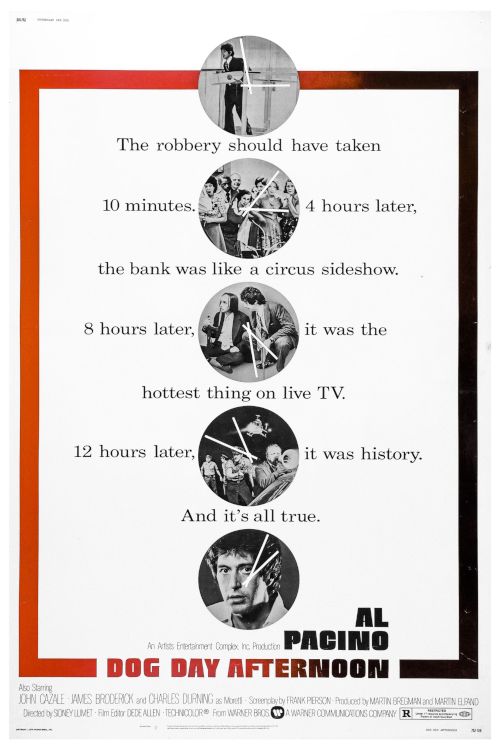 The robbery should have taken
10 minutes. 4 hours later,
the bank was like a circus sideshow.
8 hours later, it was the
hottest thing on live TV.
12 hours later, it was history.
And it's all true.
AL
PACINO
An Artists Entertainment Complex, Inc. Production
DOG DAY AFTERNOON
Also Starring
JOHN CAZALE · JAMES BRODERICK and CHARLES DURNING as Moretti · Screenplay by FRANK PIERSON · Produced by MARTIN BREGMAN and MARTIN ELFAND
Directed by SIDNEY LUMET · Film Editor DEDE ALLEN · TECHNICOLOR® From WARNER BROS. A WARNER COMMUNICATIONS COMPANY R RESTRICTED